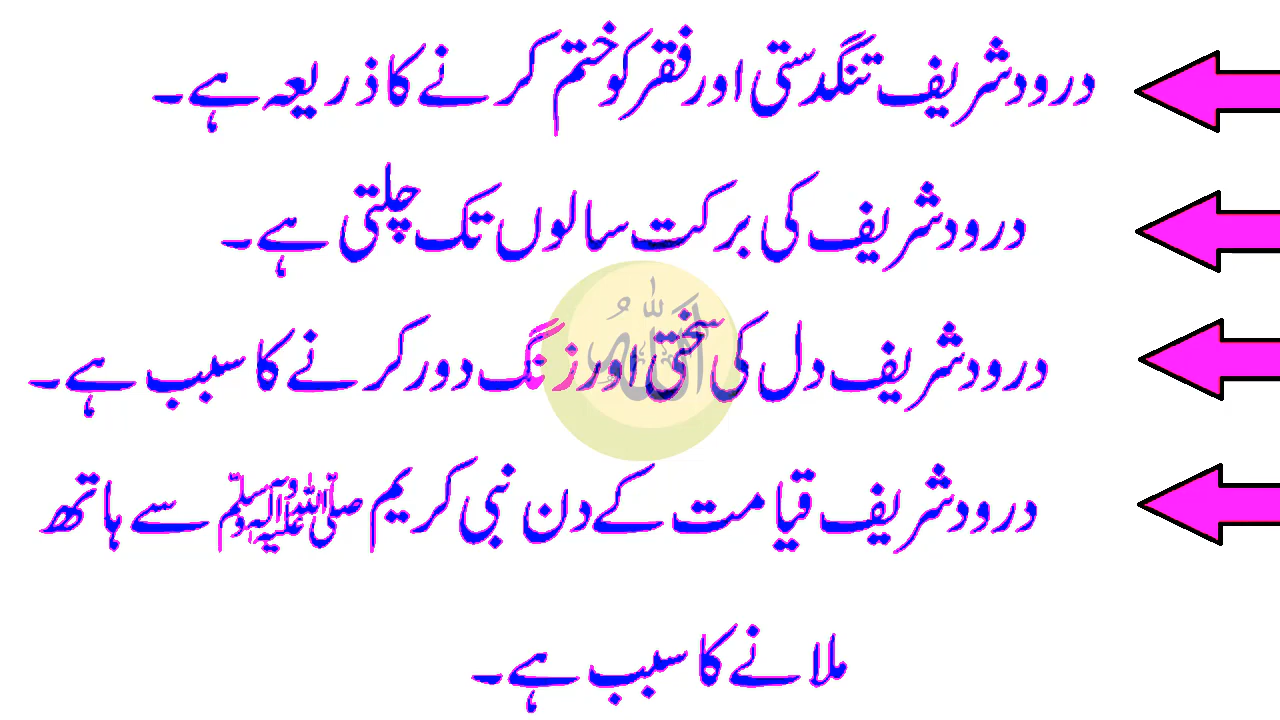 درود شریف تنگدستی اور فقر کو ختم کرنے کا ذریعہ ہے۔
درود شریف کی برکت سالوں تک چلتی ہے۔
درود شریف دل کی سختی اور زنگ دور کرنے کا سبب ہے۔
اللہُ
درود شریف قیامت کے دن نبی کریم صلی اللہ علیہ وآلہ وسلم سے ہاتھ
ملانے کا سبب ہے۔